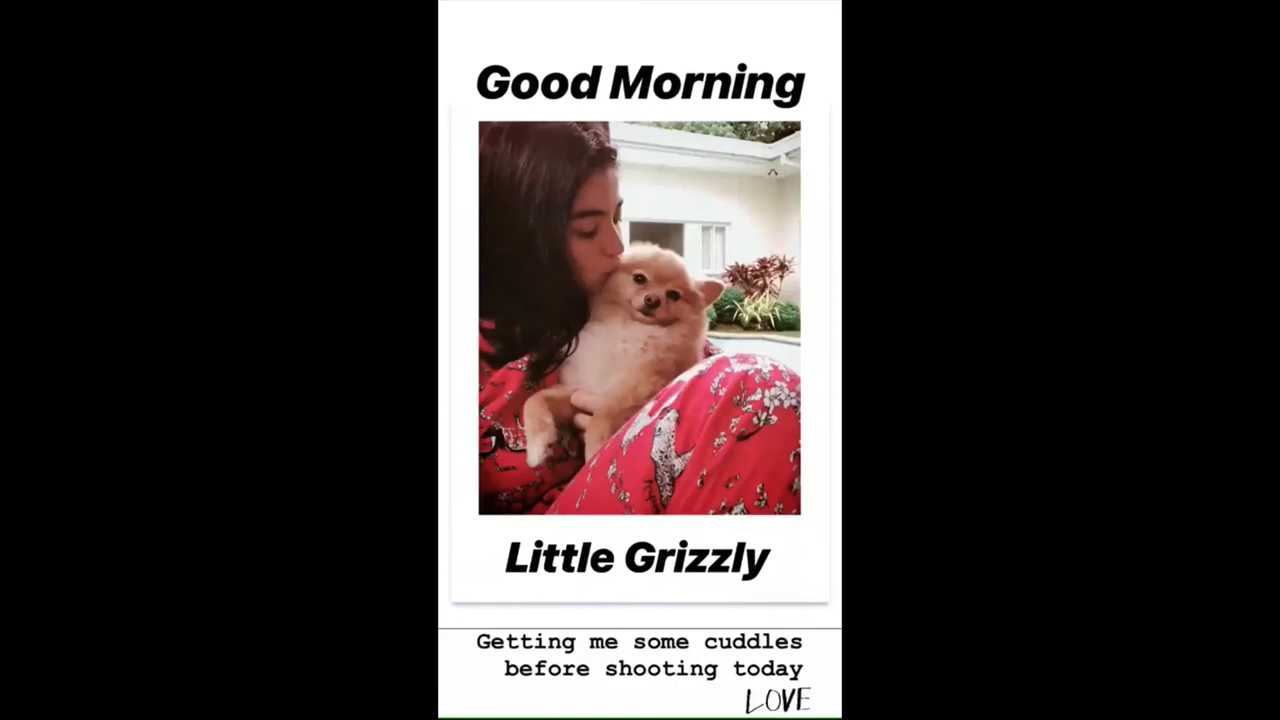 Good Morning
Little Grizzly
Getting me some cuddles
before shooting today
LOVE